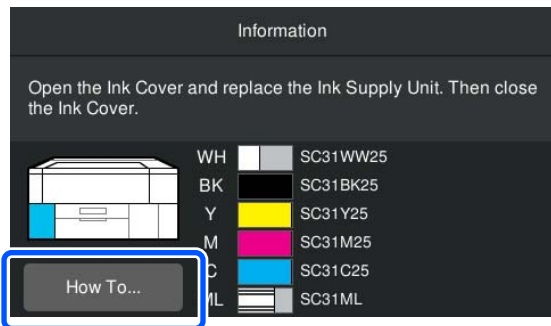 Information
Open the Ink Cover and replace the Ink Supply Unit. Then close
the Ink Cover.
WH SC31WW25
BK SC31BK25
Y SC31Y25
M SC31M25
C SC31C25
ML SC31ML
How To...